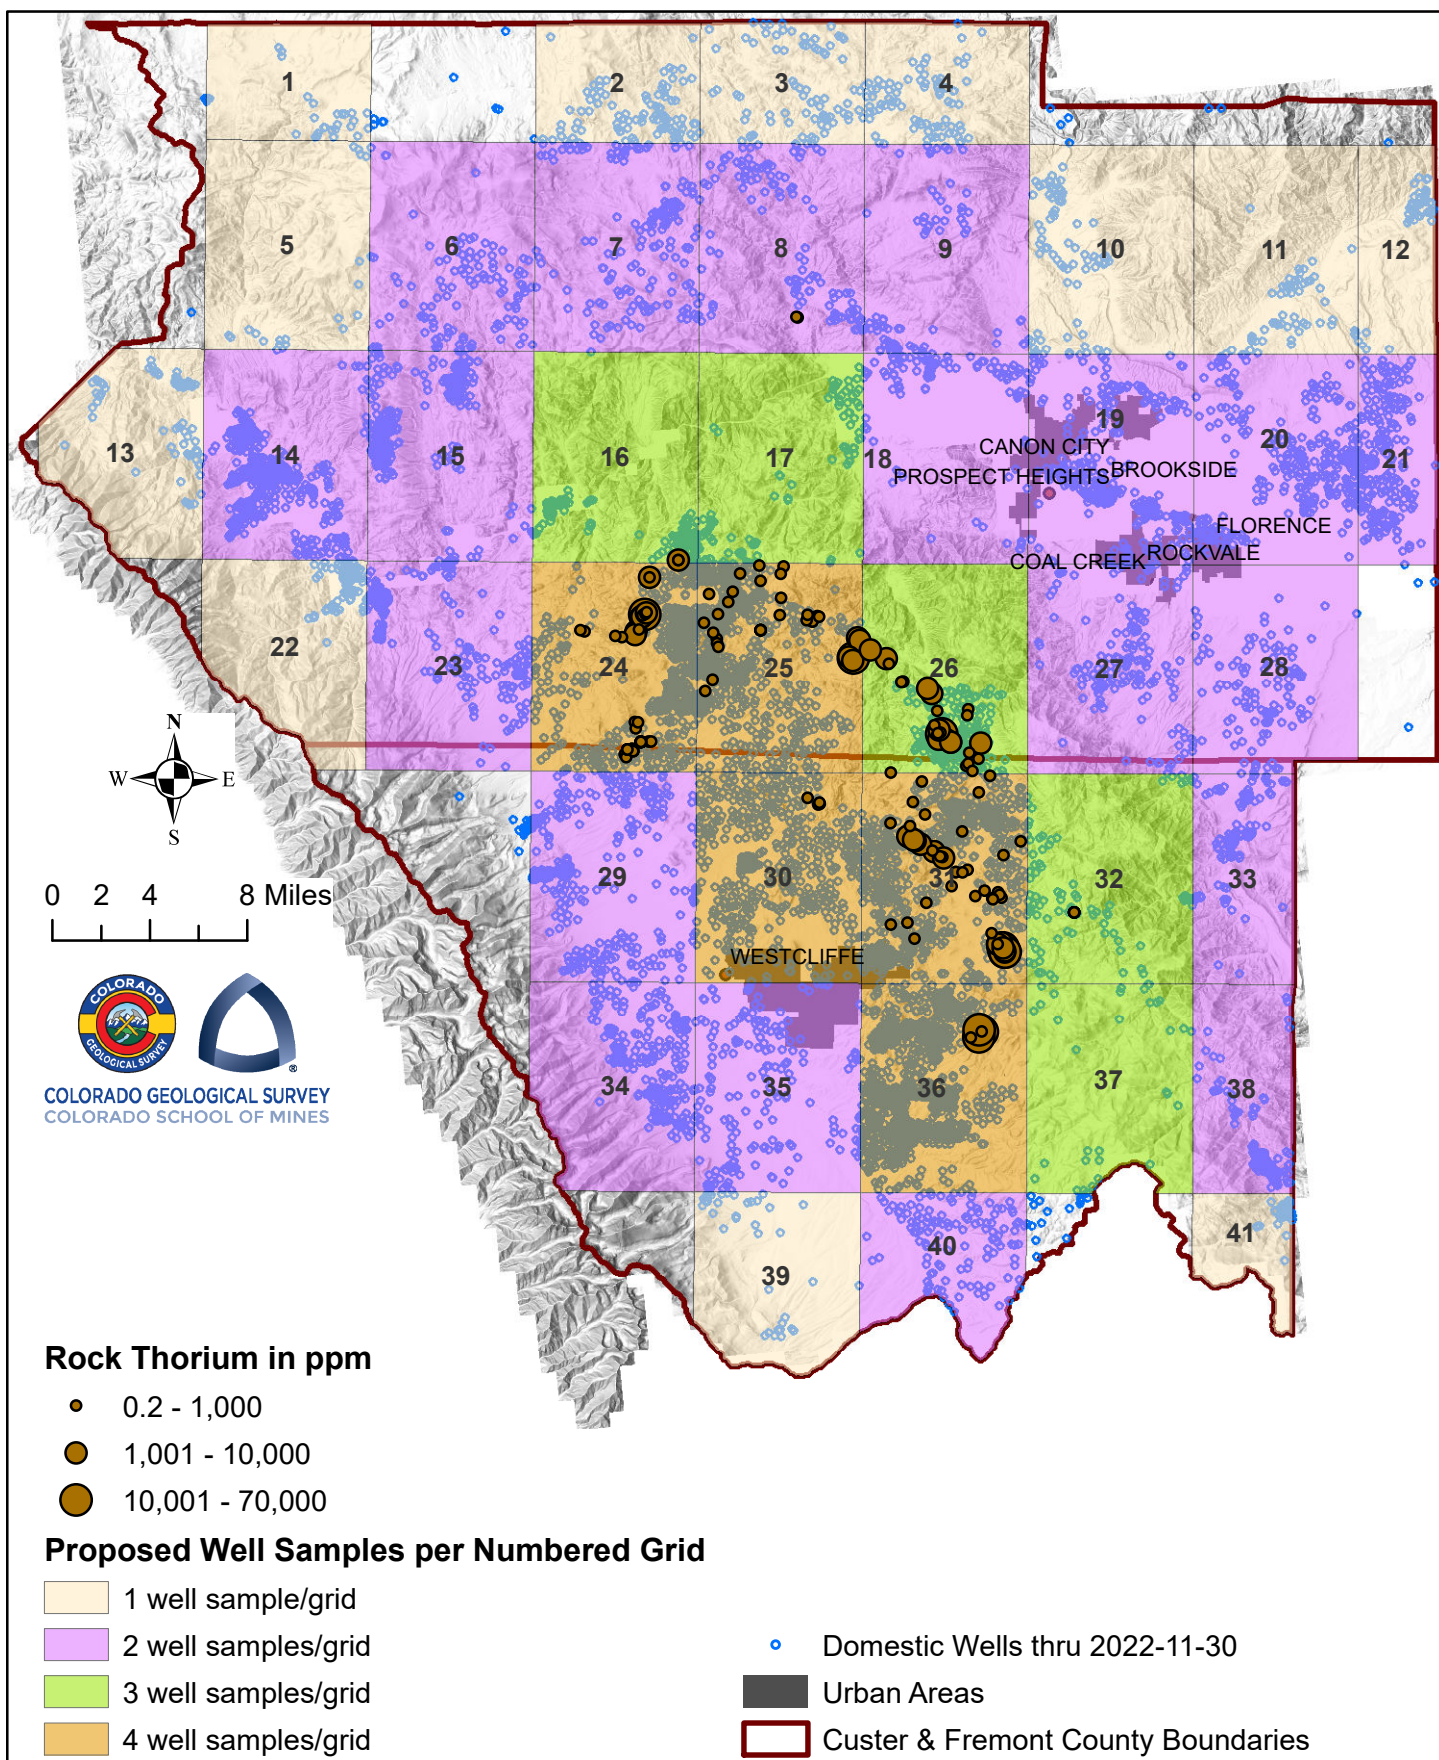 1
2
3
4
5
6
7
8
9
10
11
12
13
14
15
16
17
18
19
20
21
CANON CITY
PROSPECT HEIGHTS
BROOKSIDE
FLORENCE
COAL CREEK
ROCKVALE
22
23
24
25
26
27
28
N
W E
S
0 2 4 8 Miles
29
30
31
32
33
WESTCLIFFE
COLORADO
GEOLOGICAL SURVEY
®
COLORADO GEOLOGICAL SURVEY
COLORADO SCHOOL OF MINES
34
35
36
37
38
39
40
41
Rock Thorium in ppm
0.2 - 1,000
1,001 - 10,000
10,001 - 70,000
Proposed Well Samples per Numbered Grid
1 well sample/grid
2 well samples/grid
3 well samples/grid
4 well samples/grid
Domestic Wells thru 2022-11-30
Urban Areas
Custer & Fremont County Boundaries